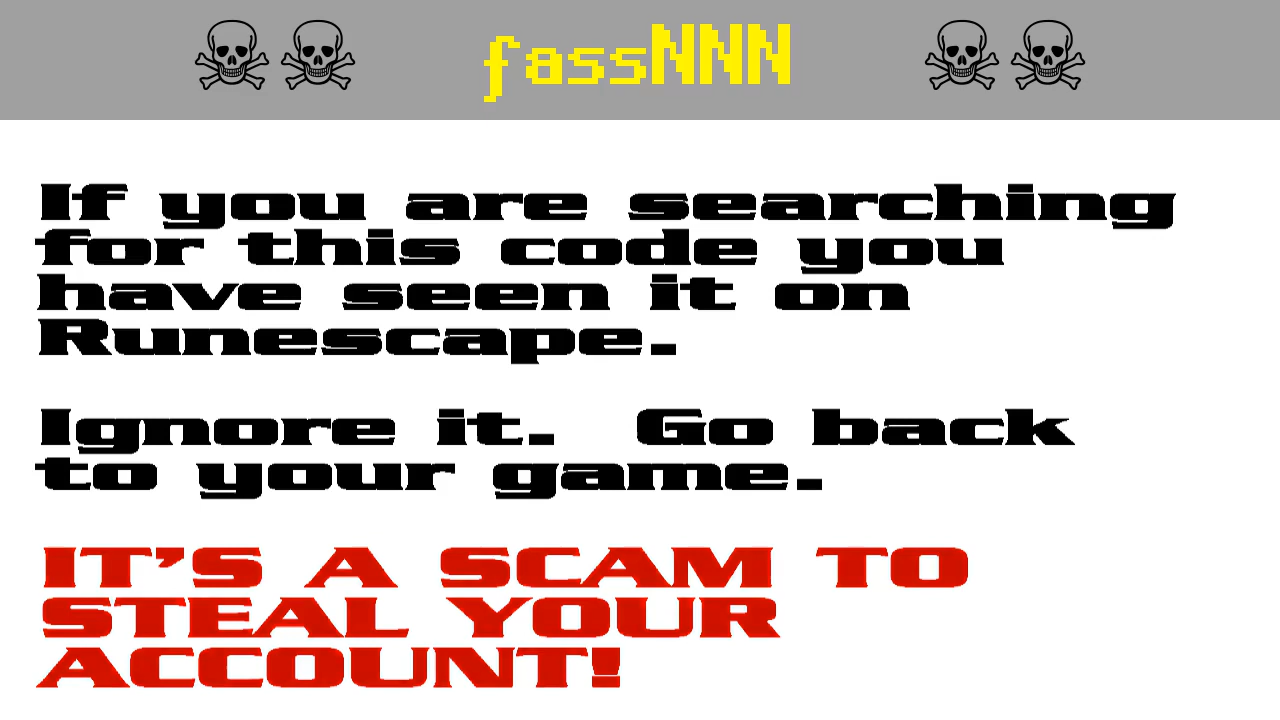 fassNNN
If you are searching
for this code you
have seen it on
Runescape.
Ignore it. Go back
to your game.
IT'S A SCAM TO
STEAL YOUR
ACCOUNT!